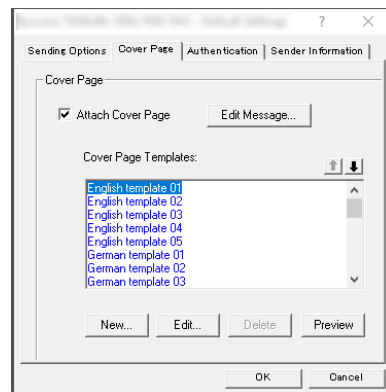 Sending Options Cover Page Authentication Sender Information
Cover Page
Attach Cover Page Edit Message...
Cover Page Templates:
English template 01
English template 02
English template 03
English template 04
English template 05
German template 01
German template 02
German template 03
New... Edit... Delete Preview
OK Cancel